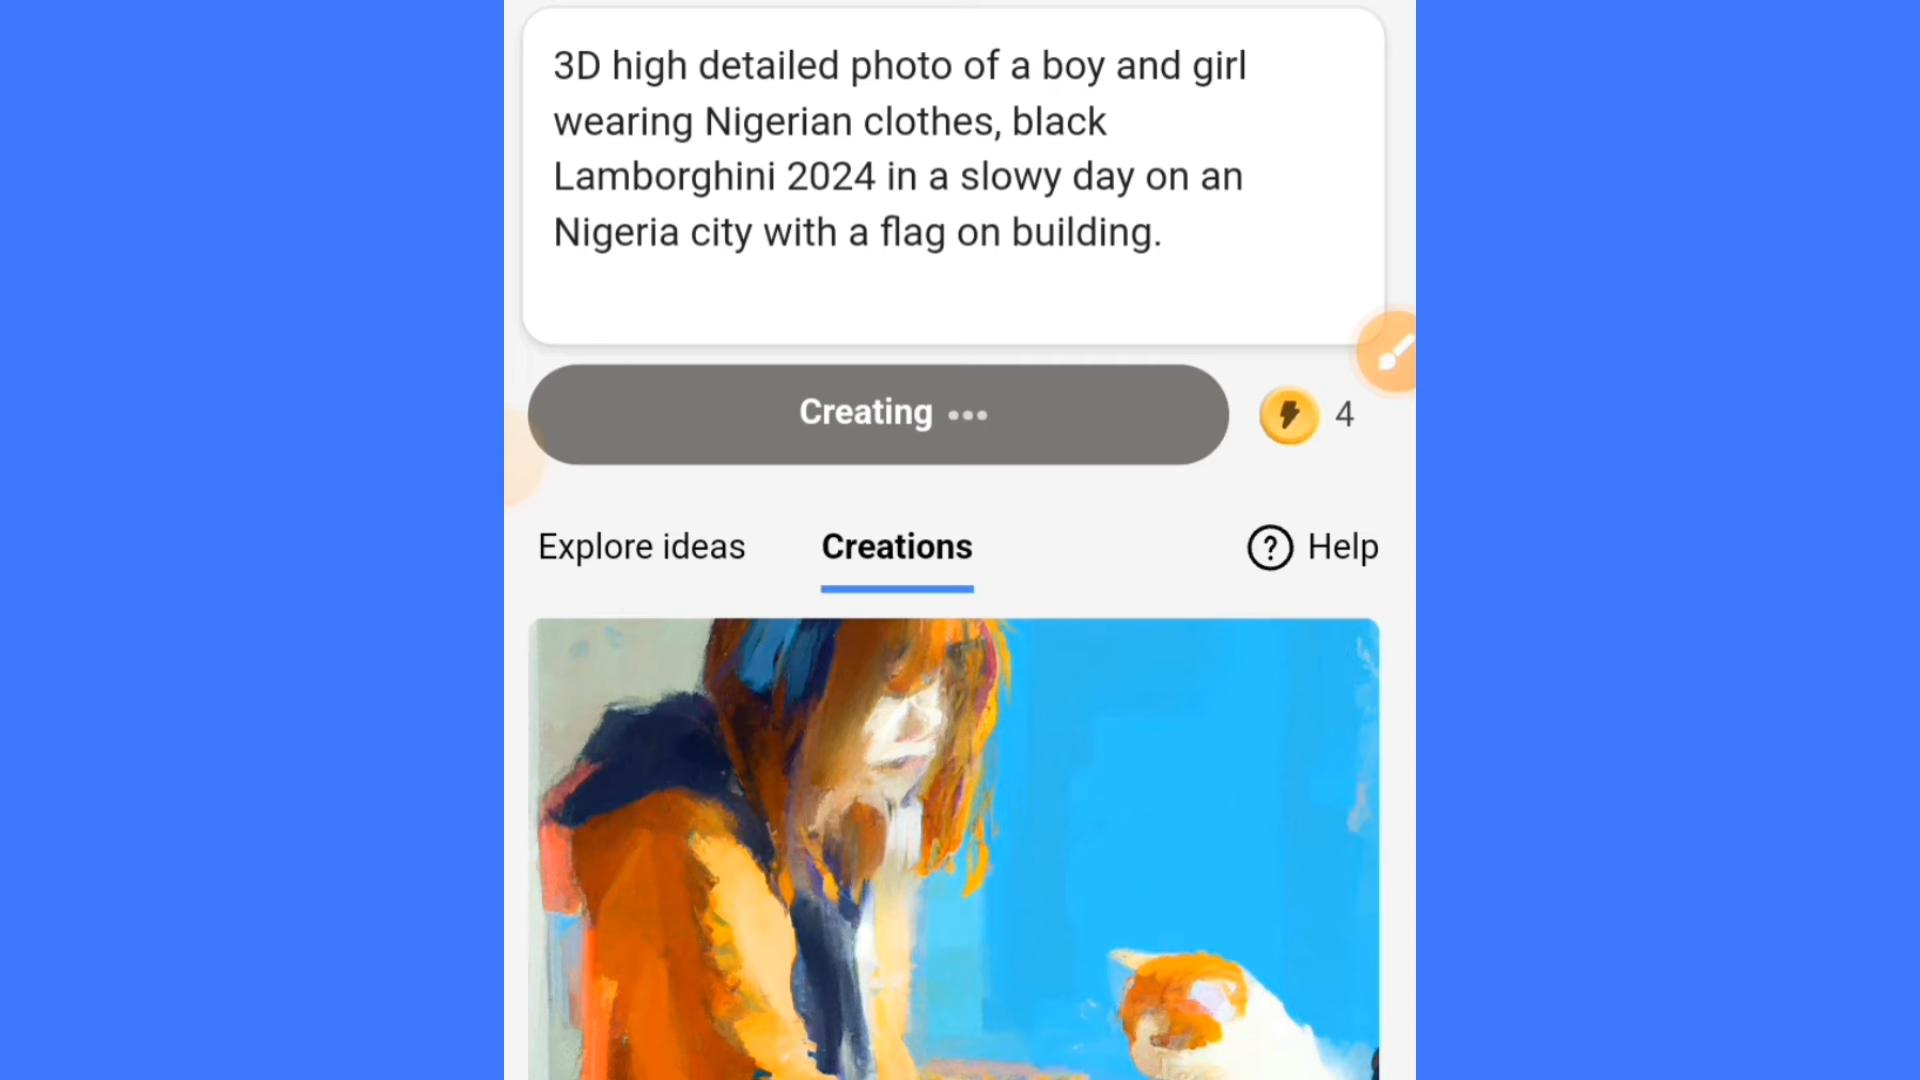 3D high detailed photo of a boy and girl
wearing Nigerian clothes, black
Lamborghini 2024 in a slowy day on an
Nigeria city with a flag on building.
Creating •••
4
Explore ideas
Creations
? Help